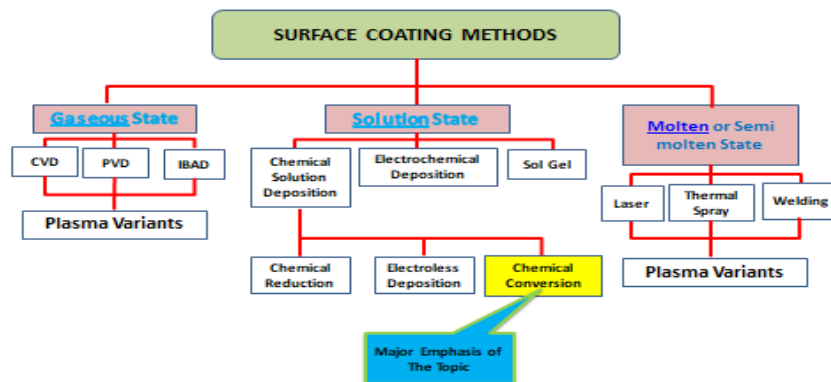 SURFACE COATING METHODS
Gaseous State
Solution State
Molten or Semi
molten State
CVD
PVD
IBAD
Plasma Variants
Chemical
Solution
Deposition
Electrochemical
Deposition
Sol Gel
Laser
Thermal
Spray
Welding
Plasma Variants
Chemical
Reduction
Electroless
Deposition
Chemical
Conversion
Major Emphasis of
The Topic